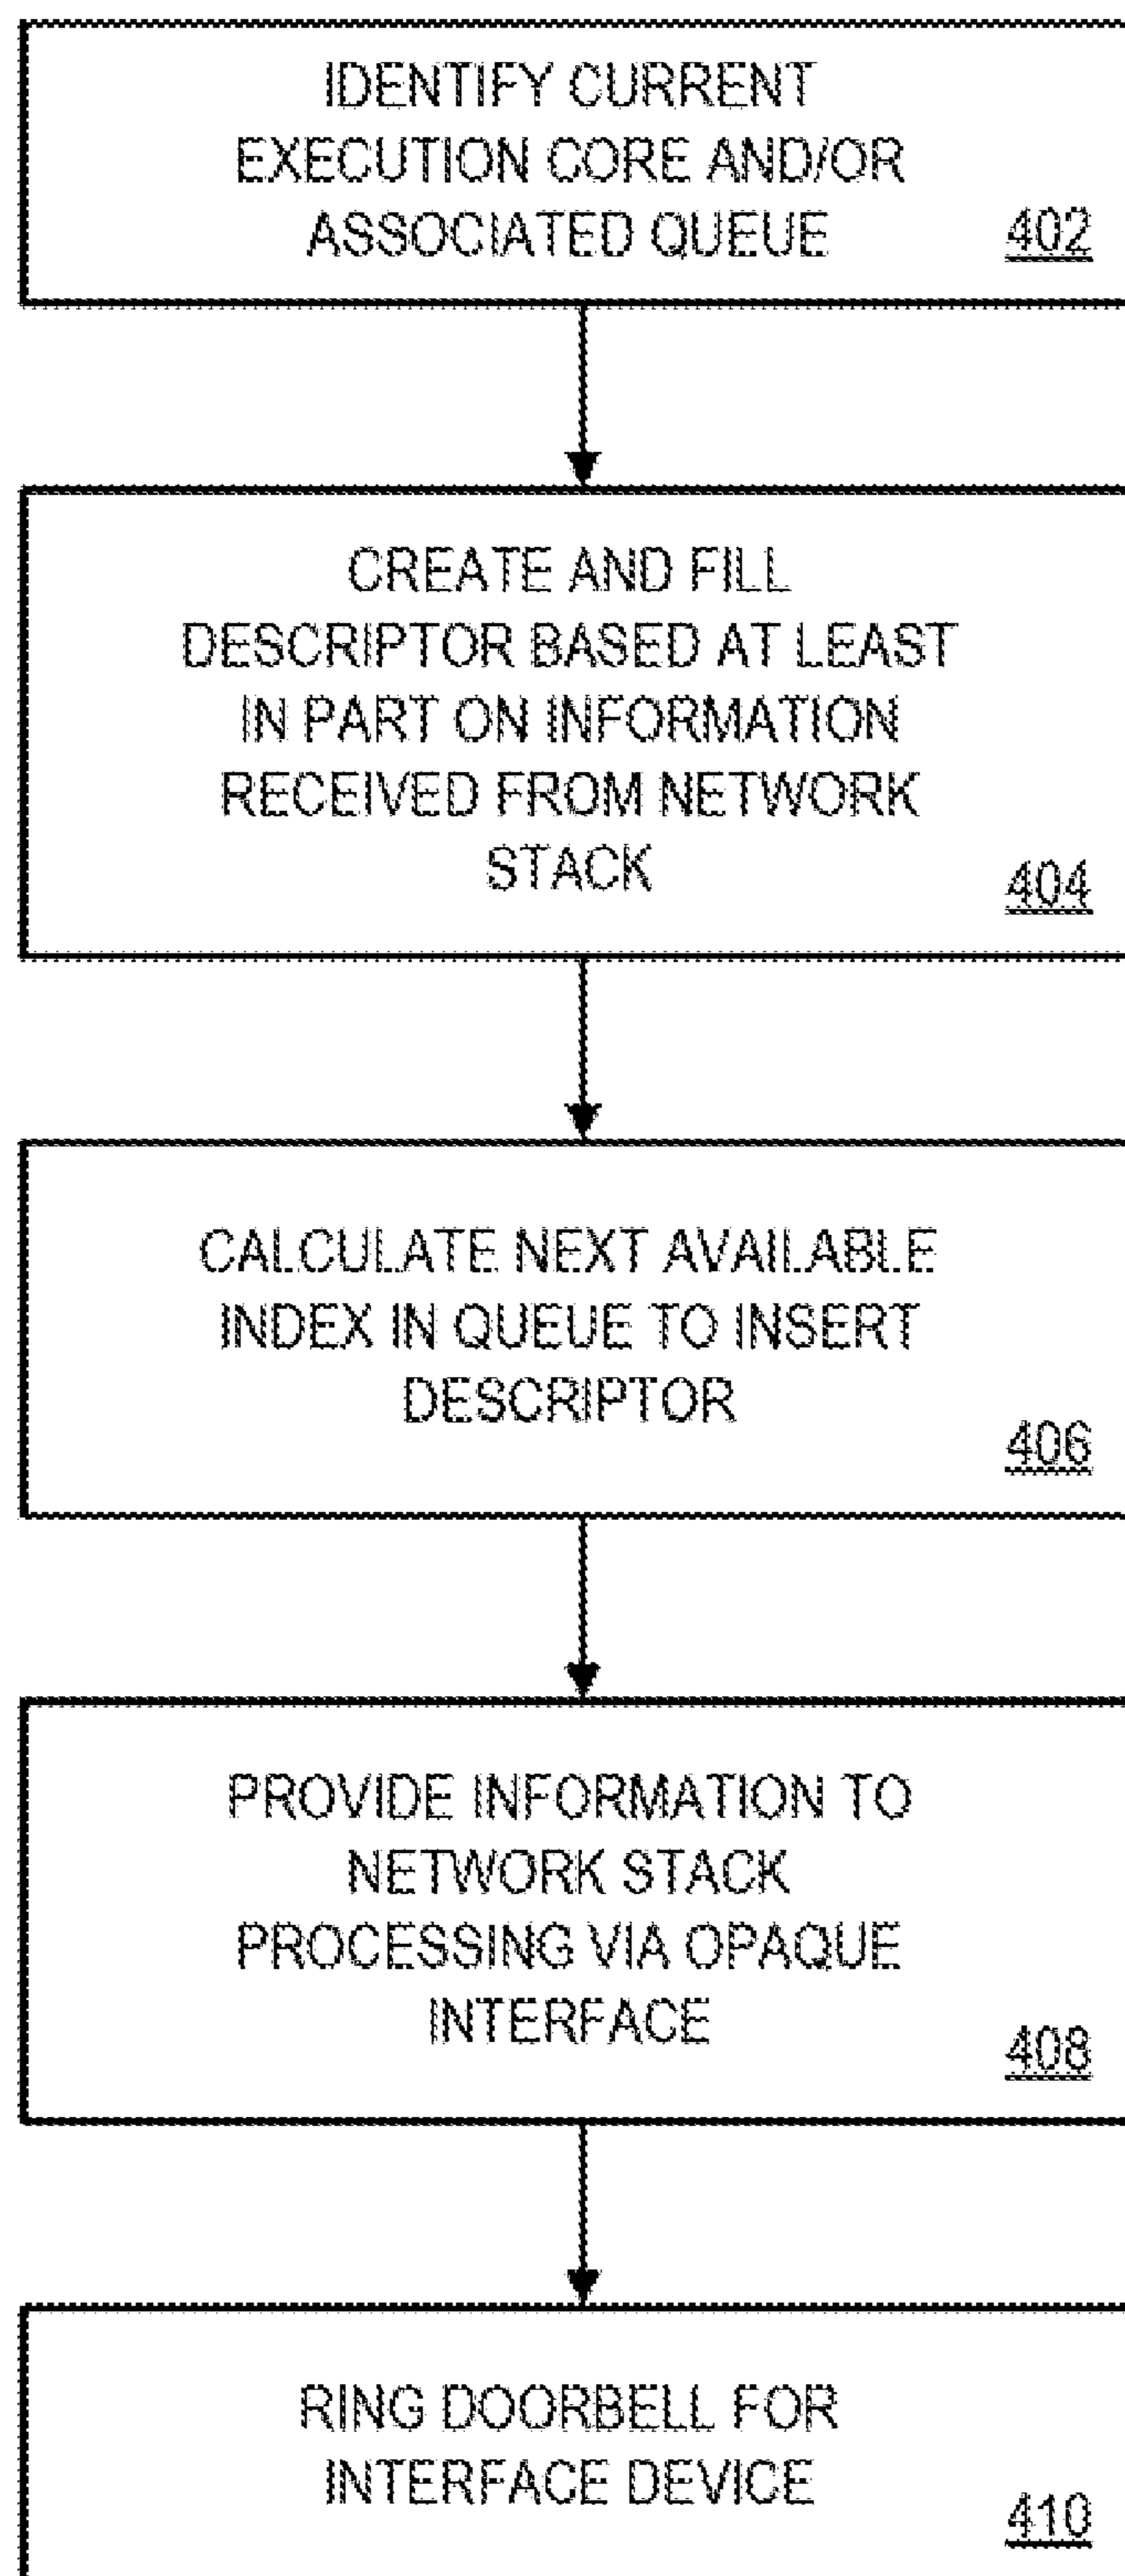 IDENTIFY CURRENT
EXECUTION CORE AND/OR
ASSOCIATED QUEUE
402
CREATE AND FILL
DESCRIPTOR BASED AT LEAST
IN PART ON INFORMATION
RECEIVED FROM NETWORK
STACK
404
CALCULATE NEXT AVAILABLE
INDEX IN QUEUE TO INSERT
DESCRIPTOR
406
PROVIDE INFORMATION TO
NETWORK STACK
PROCESSING VIA OPAQUE
INTERFACE
408
RING DOORBELL FOR
INTERFACE DEVICE
410